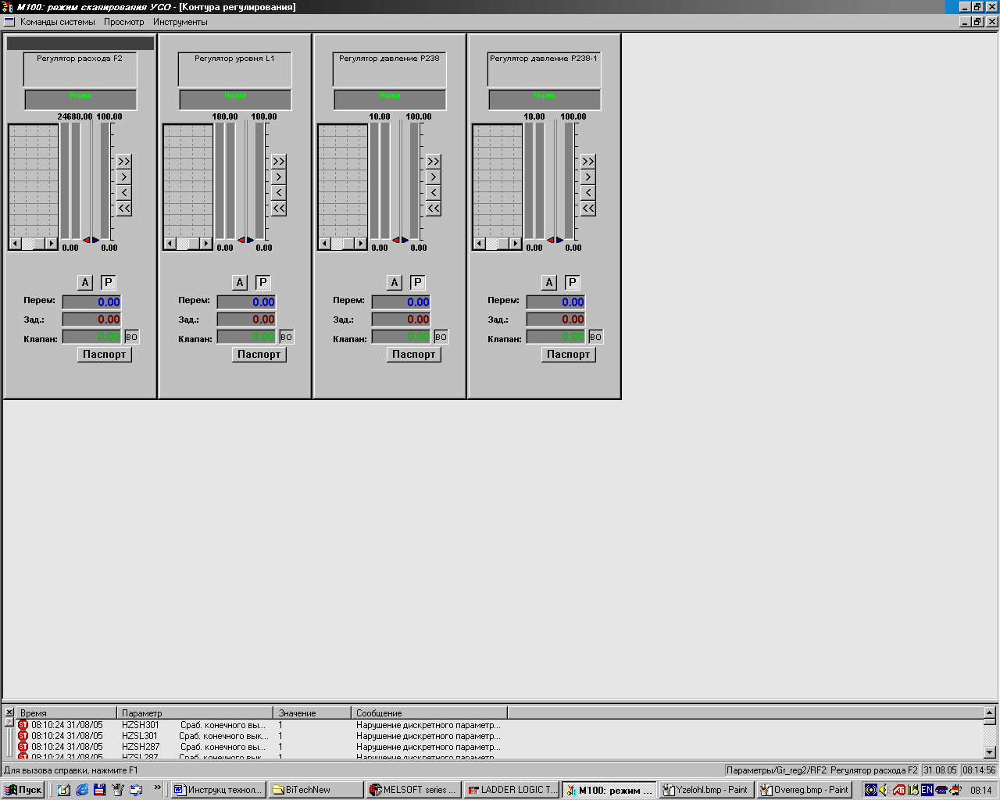 М100: режим сканирования УСО - [Контура регулирования]
Команды системы Просмотр Инструменты
Регулятор расхода F2 Регулятор уровня L1 Регулятор давление P238 Регулятор давление P238-1
Норма Норма Норма Норма
24680.00 100.00 100.00 100.00 10.00 100.00 10.00 100.00
>> >> >> >>
> > > >
< < < <
<< << << <<
0.00 0.00 0.00 0.00 0.00 0.00 0.00 0.00
А Р А Р А Р А Р
Перем: 0.00 Перем: 0.00 Перем: 0.00 Перем: 0.00
Зад.: 0.00 Зад.: 0.00 Зад.: 0.00 Зад.: 0.00
Клапан: 0.00 ВО Клапан: 0.00 ВО Клапан: 0.00 ВО Клапан: 0.00 ВО
Паспорт Паспорт Паспорт Паспорт
Время Параметр Значение Сообщение
ST 08:10:24 31/08/05 HZSH301 Сраб. конечного вы... 1 Нарушение дискретного параметр...
ST 08:10:24 31/08/05 HZSL301 Сраб. конечного вык... 1 Нарушение дискретного параметр...
ST 08:10:24 31/08/05 HZSH287 Сраб. конечного вы... 1 Нарушение дискретного параметр...
ST 08:10:24 31/08/05 HZSL287 Сраб. конечного вык... 1 Нарушение дискретного параметр...
Для вызова справки, нажмите F1 Параметры/Gr_reg2/RF2: Регулятор расхода F2 31.08.05 08:14:56
Пуск » Инструкц технол... BiTechNew MELSOFT series ... LADDER LOGIC T... М100: режим ... Yzelohl.bmp - Paint Overreg.bmp - Paint EN 08:14